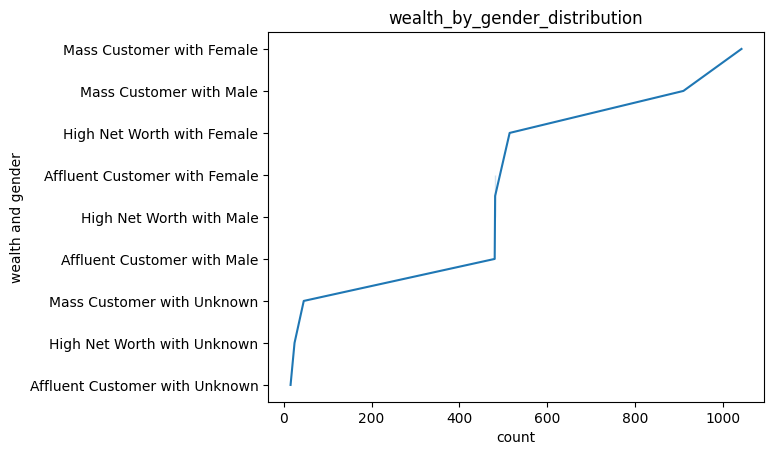 wealth_by_gender_distribution
Mass Customer with Female
Mass Customer with Male
High Net Worth with Female
Affluent Customer with Female
High Net Worth with Male
Affluent Customer with Male
Mass Customer with Unknown
High Net Worth with Unknown
Affluent Customer with Unknown
wealth and gender
0 200 400 600 800 1000
count